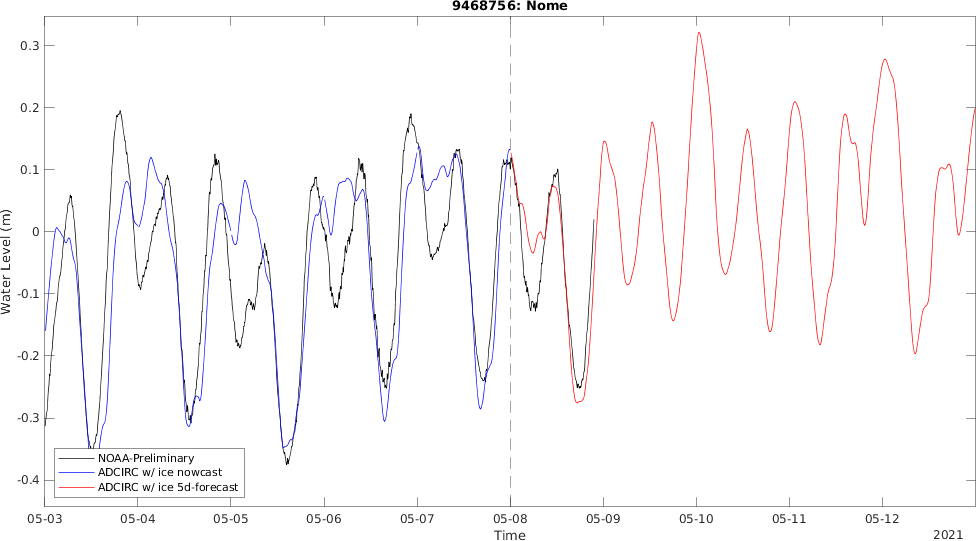 9468756: Nome
0.3
0.2
0.1
0
-0.1
-0.2
-0.3
-0.4
Water Level (m)
NOAA-Preliminary
ADCIRC w/ ice nowcast
ADCIRC w/ ice 5d-forecast
05-03 05-04 05-05 05-06 05-07 05-08 05-09 05-10 05-11 05-12
Time
2021